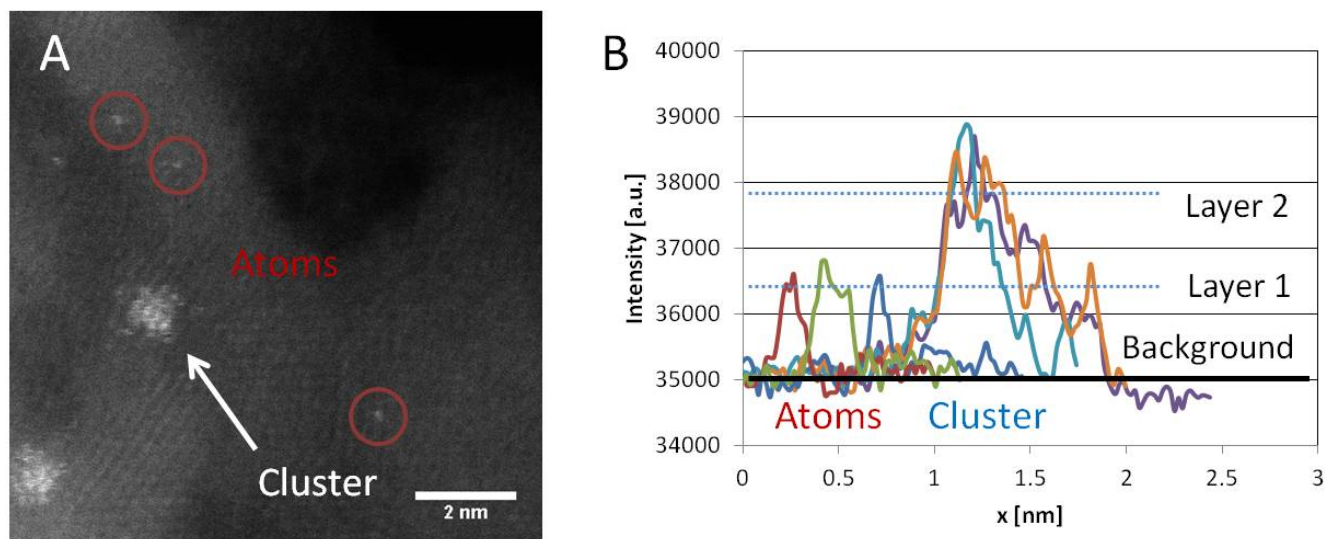 A
Atoms
Cluster
2 nm
B
Intensity [a.u.]
40000
39000
38000
37000
36000
35000
34000
Layer 2
Layer 1
Background
Atoms
Cluster
0
0.5
1
1.5
2
2.5
3
x [nm]